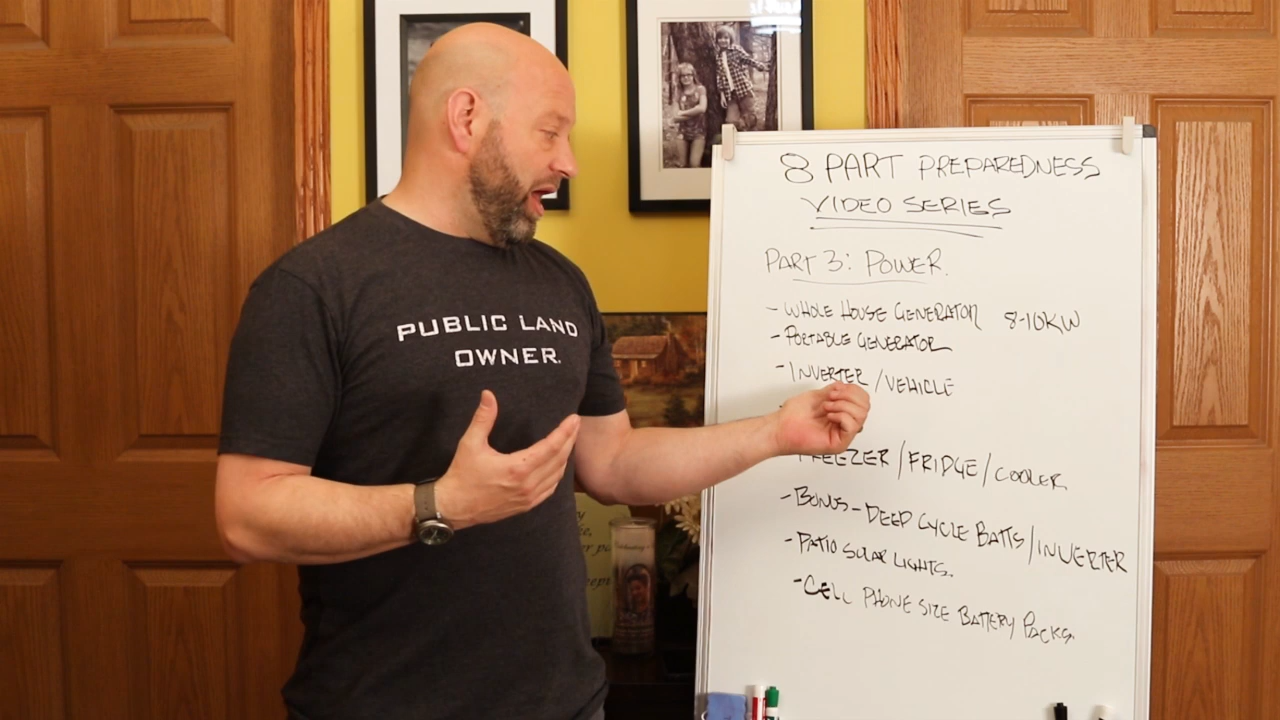 8 PART PREPAREDNESS
VIDEO SERIES
PART 3: POWER.
- WHOLE HOUSE GENERATOR 8-10KW
- PORTABLE GENERATOR
- INVERTER/VEHICLE
FREEZER/FRIDGE/COOLER
- BONUS - DEEP CYCLE BATTS/INVERTER
- PATIO SOLAR LIGHTS.
- CELL PHONE SIZE BATTERY PACKS.
PUBLIC LAND
OWNER.